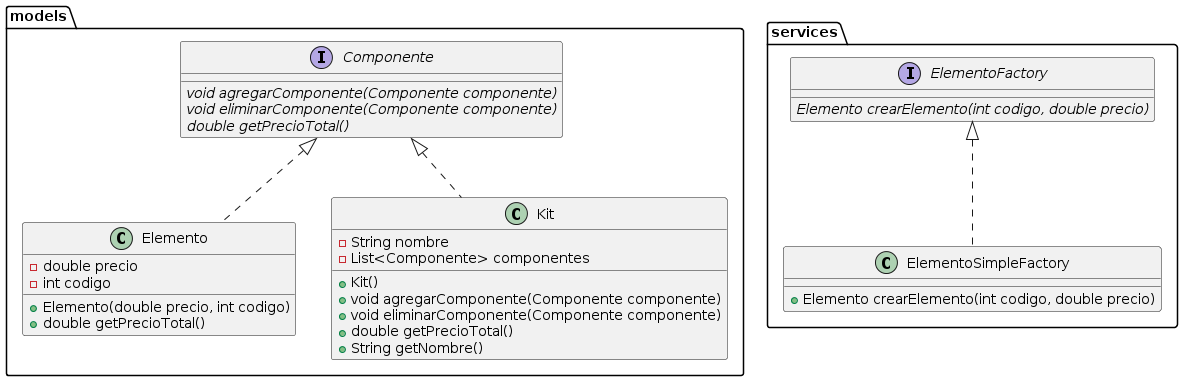 models
I Componente
void agregarComponente(Componente componente)
void eliminarComponente(Componente componente)
double getPrecioTotal()
C Elemento
double precio
int codigo
Elemento(double precio, int codigo)
double getPrecioTotal()
C Kit
String nombre
List<Componente> componentes
Kit()
void agregarComponente(Componente componente)
void eliminarComponente(Componente componente)
double getPrecioTotal()
String getNombre()
services
I ElementoFactory
Elemento crearElemento(int codigo, double precio)
C ElementoSimpleFactory
Elemento crearElemento(int codigo, double precio)